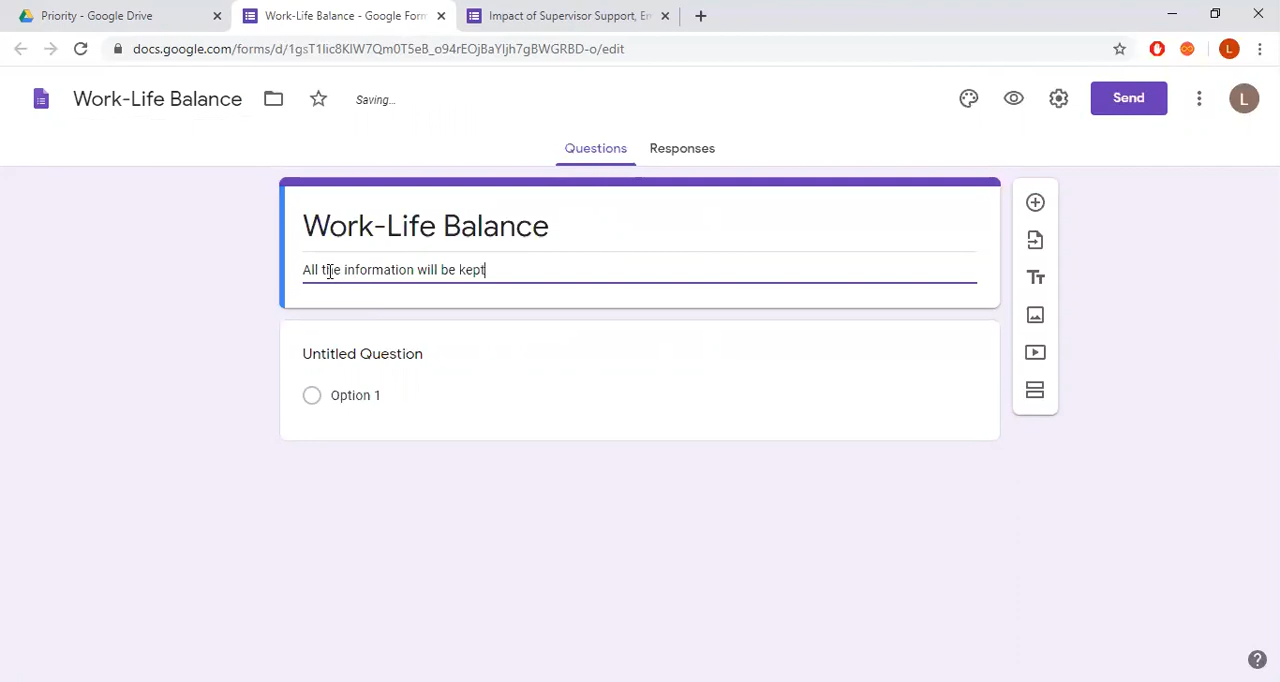 Priority - Google Drive
Work-Life Balance - Google Form
Impact of Supervisor Support, Em
docs.google.com/forms/d/1gsT1lic8KlW7Qm0T5eB_o94rEOjBaYljh7gBWGRBD-o/edit
L
Work-Life Balance
Saving...
Send
L
Questions
Responses
Work-Life Balance
All the information will be kept
Untitled Question
Option 1